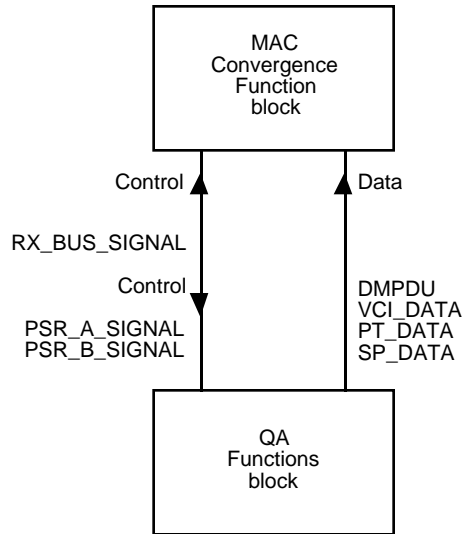 MAC
Convergence
Function
block
Control
Data
RX_BUS_SIGNAL
Control
PSR_A_SIGNAL
PSR_B_SIGNAL
DMPDU
VCI_DATA
PT_DATA
SP_DATA
QA
Functions
block